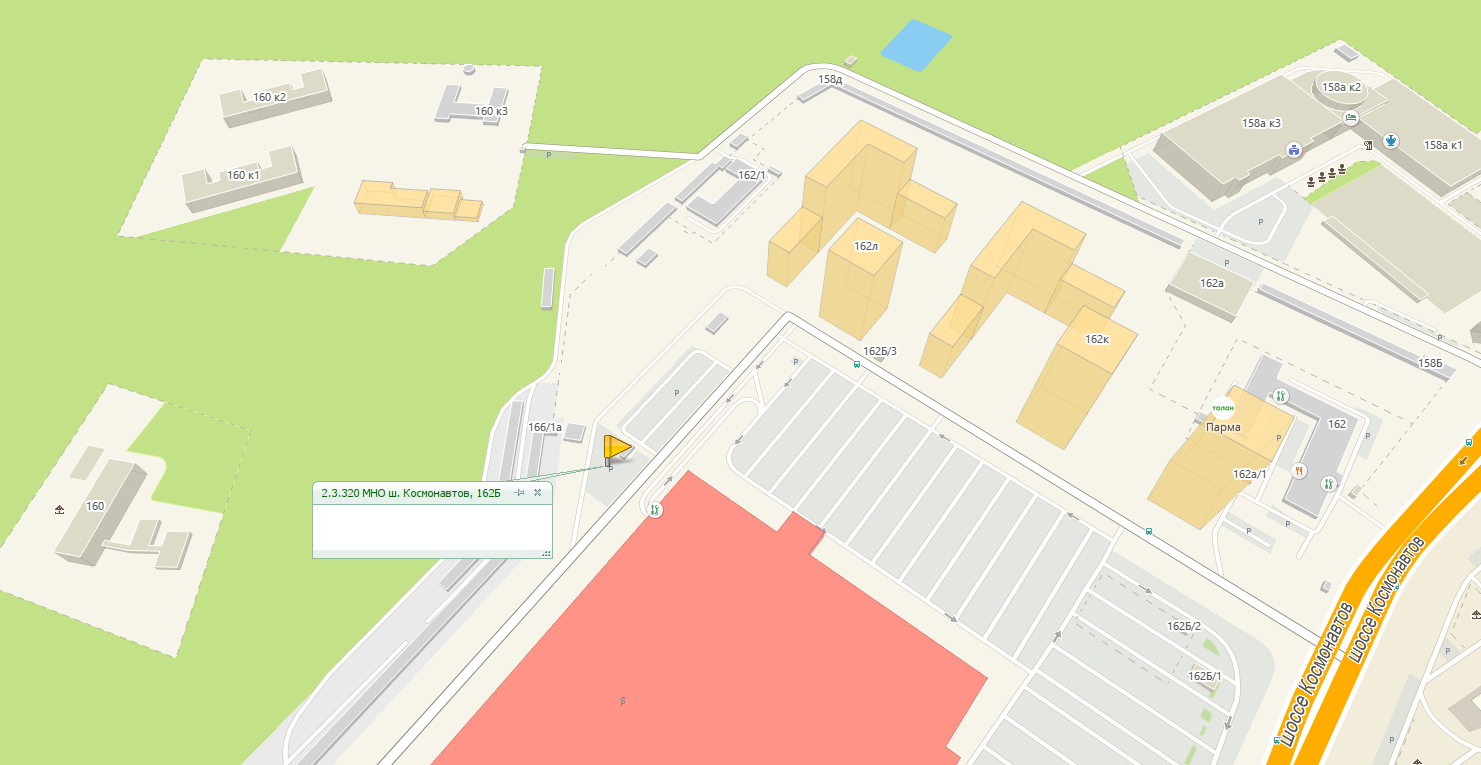 158д
158а к2
160 к2
160 к3
158а к3
158а к1
P
162/1
160 к1
P
162л
P
162а
162к
P
162Б/3
P
158Б
P
талан
Парма
162
166/1а
P
P
P
162а/1
2.3.320 МНО ш. Космонавтов, 162Б
160
P
P
шоссе Космонавтов
шоссе Космонавтов
162Б/2
P
162Б/1
P
P